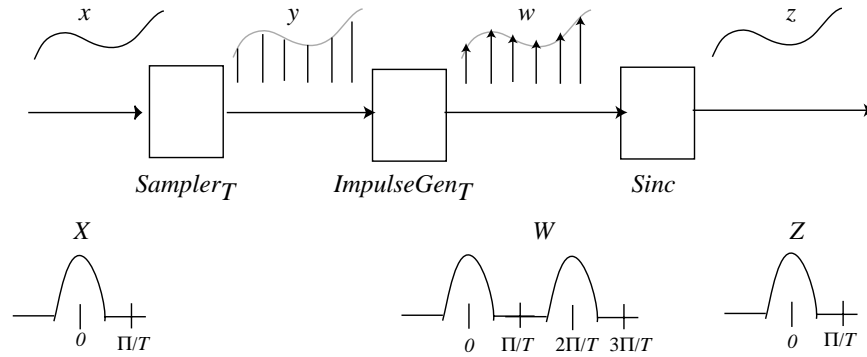 x y w z
Sampler_T ImpulseGen_T Sinc
X W Z
0 Π/T 0 Π/T 2Π/T 3Π/T 0 Π/T